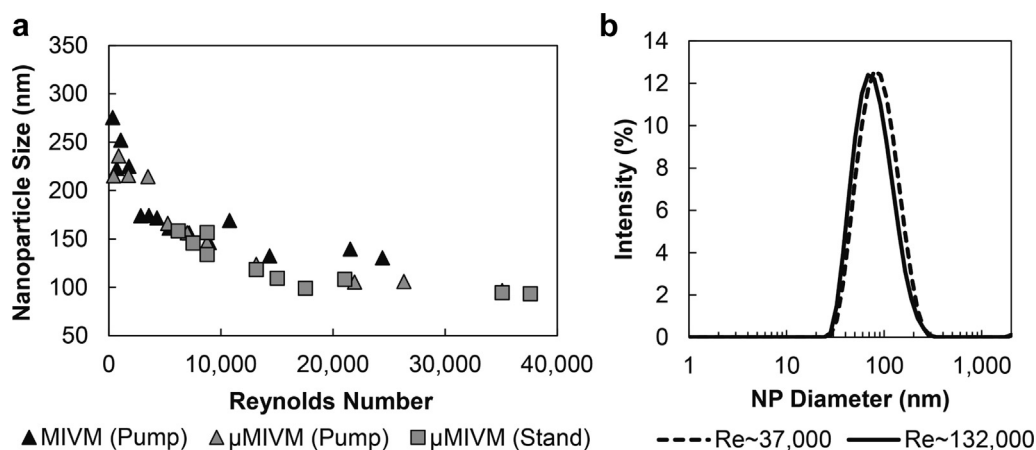 a
350
300
250
200
150
100
50
0 10,000 20,000 30,000 40,000
Nanoparticle Size (nm)
Reynolds Number
MIVM (Pump) μMIVM (Pump) μMIVM (Stand)
b
14
12
10
8
6
4
2
0
1 10 100 1,000
Intensity (%)
NP Diameter (nm)
Re~37,000 Re~132,000